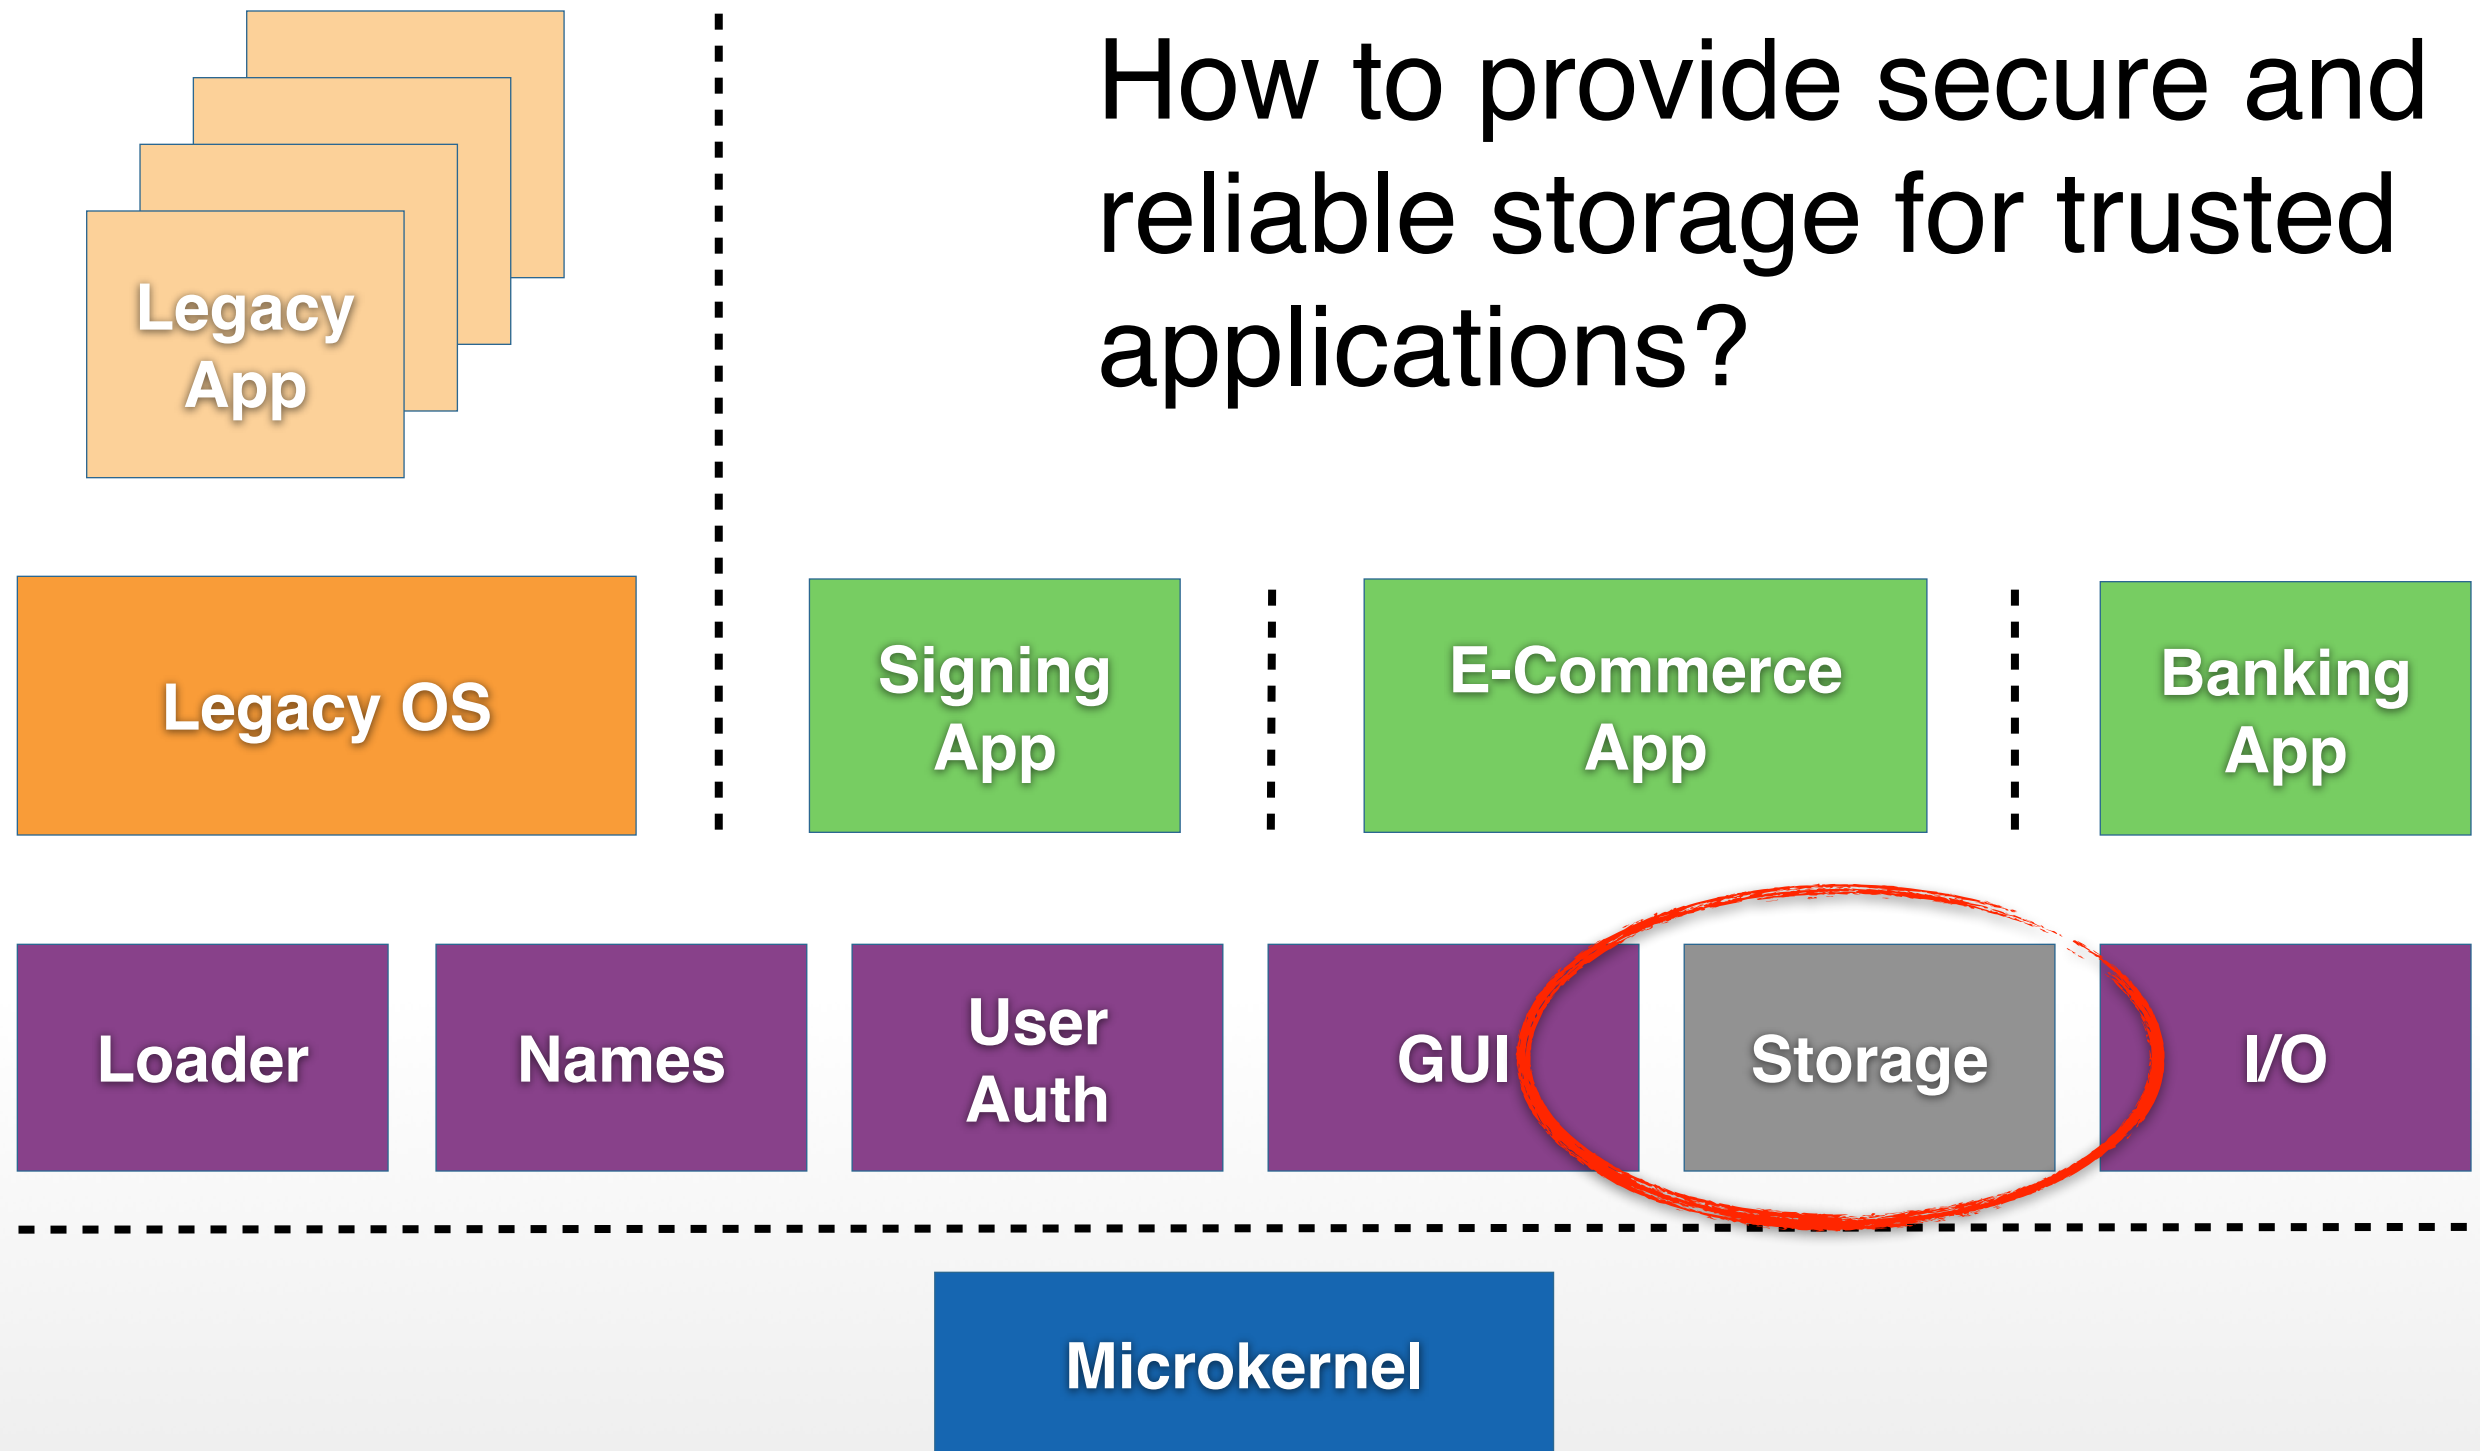 How to provide secure and
reliable storage for trusted
applications?
Legacy
App
Legacy OS
Signing
App
E-Commerce
App
Banking
App
Loader
Names
User
Auth
GUI
Storage
I/O
Microkernel